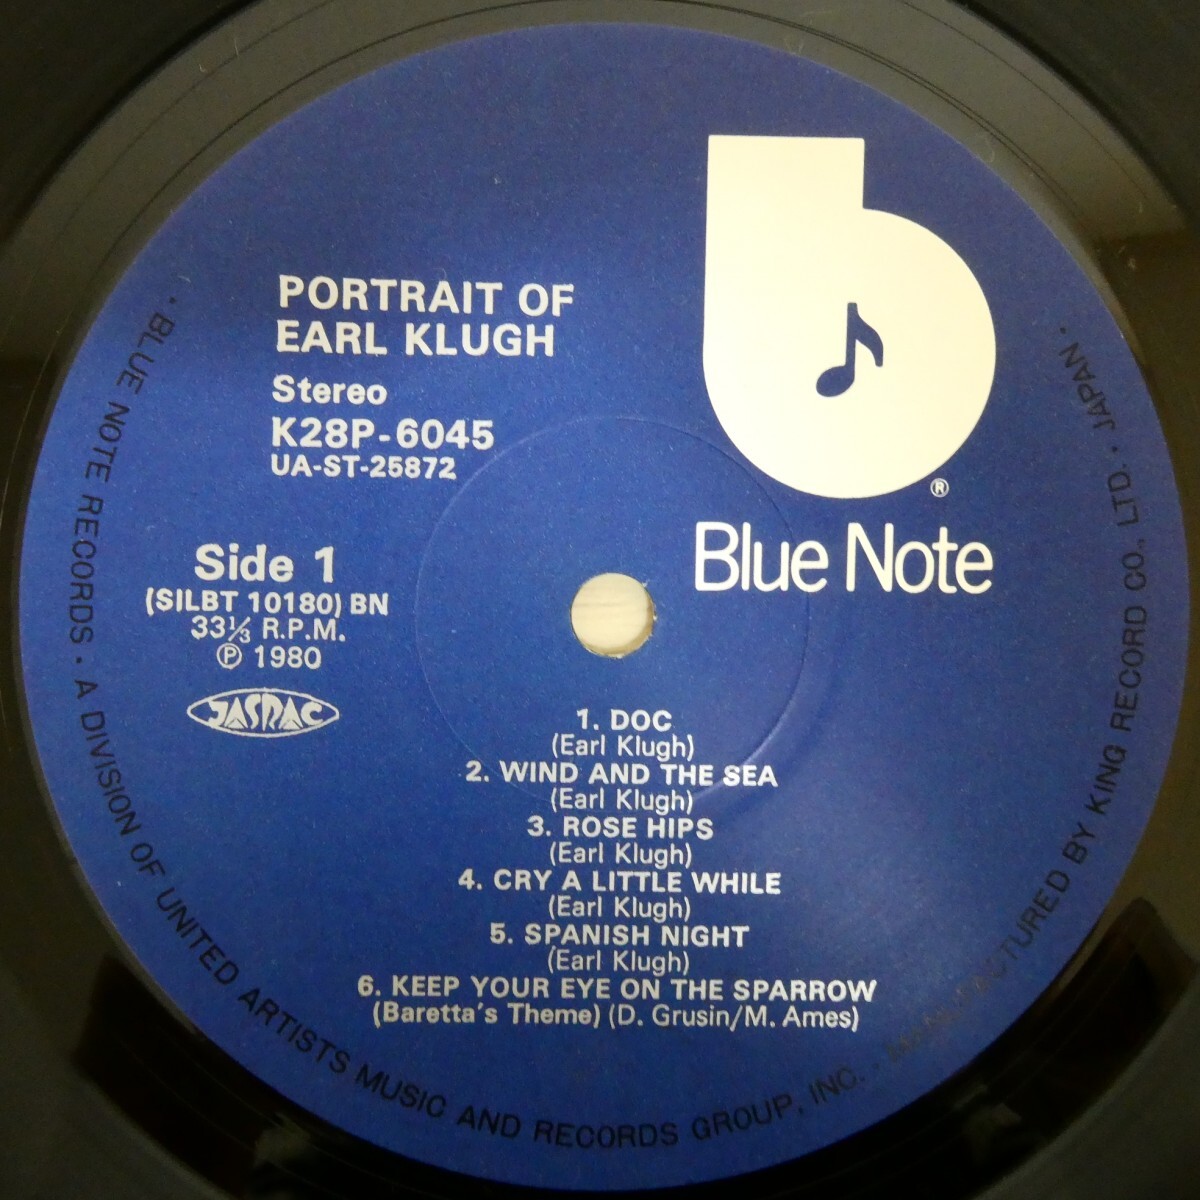 PORTRAIT OF
EARL KLUGH
Stereo
K28P-6045
UA-ST-25872
®
Blue Note
Side 1
(SILBT 10180) BN
33⅓ R.P.M.
Ⓟ 1980
JASRAC
1. DOC
(Earl Klugh)
2. WIND AND THE SEA
(Earl Klugh)
3. ROSE HIPS
(Earl Klugh)
4. CRY A LITTLE WHILE
(Earl Klugh)
5. SPANISH NIGHT
(Earl Klugh)
6. KEEP YOUR EYE ON THE SPARROW
(Baretta's Theme) (D. Grusin/M. Ames)
· BLUE NOTE RECORDS · A DIVISION OF UNITED ARTISTS MUSIC AND RECORDS GROUP, INC. · MANUFACTURED BY KING RECORD CO., LTD. · JAPAN ·